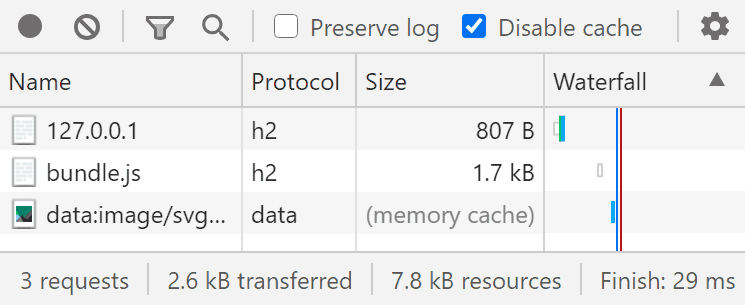 Preserve log Disable cache
Name Protocol Size Waterfall
127.0.0.1 h2 807 B
bundle.js h2 1.7 kB
data:image/svg... data (memory cache)
3 requests 2.6 kB transferred 7.8 kB resources Finish: 29 ms